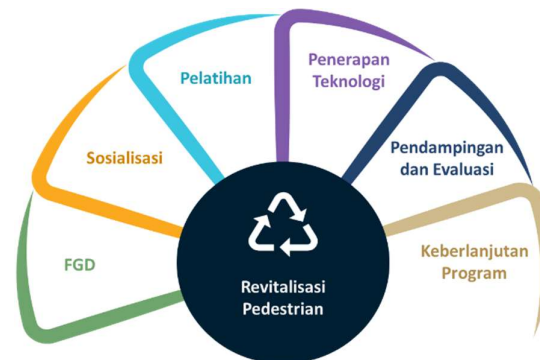 FGD
Sosialisasi
Pelatihan
Penerapan
Teknologi
Pendampingan
dan Evaluasi
Keberlanjutan
Program
Revitalisasi
Pedestrian